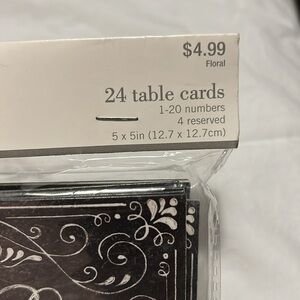 $4.99
Floral
24 table cards
1-20 numbers
4 reserved
5 x 5in (12.7 x 12.7cm)